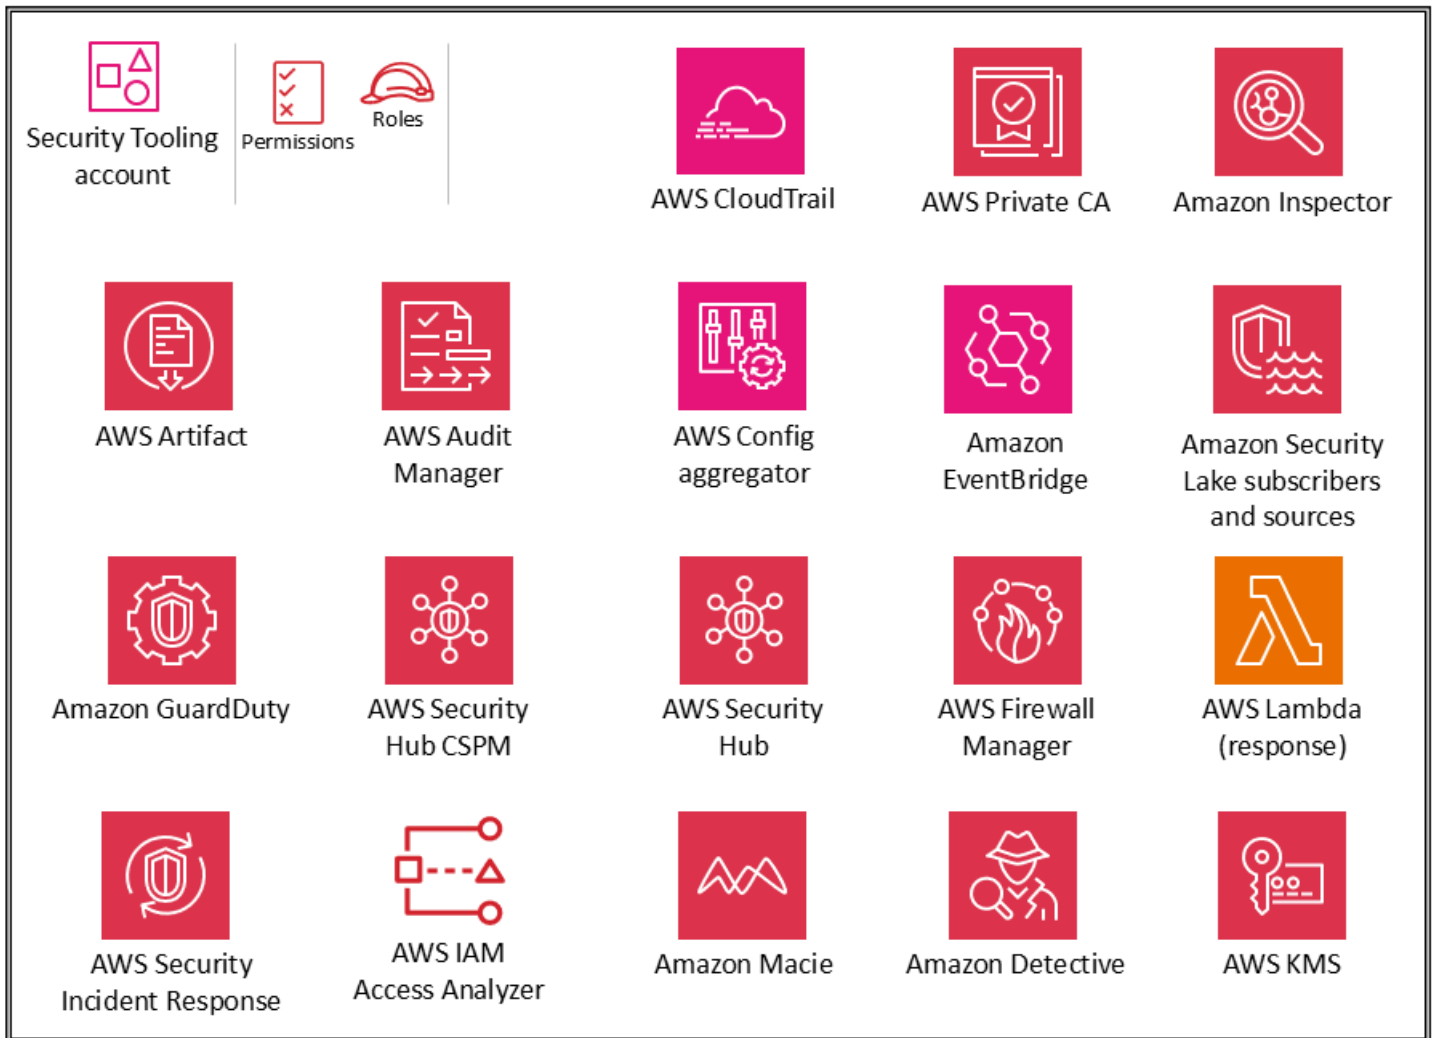 Security Tooling
account
Permissions
Roles
AWS CloudTrail
AWS Private CA
Amazon Inspector
AWS Artifact
AWS Audit
Manager
AWS Config
aggregator
Amazon
EventBridge
Amazon Security
Lake subscribers
and sources
Amazon GuardDuty
AWS Security
Hub CSPM
AWS Security
Hub
AWS Firewall
Manager
AWS Lambda
(response)
AWS Security
Incident Response
AWS IAM
Access Analyzer
Amazon Macie
Amazon Detective
AWS KMS